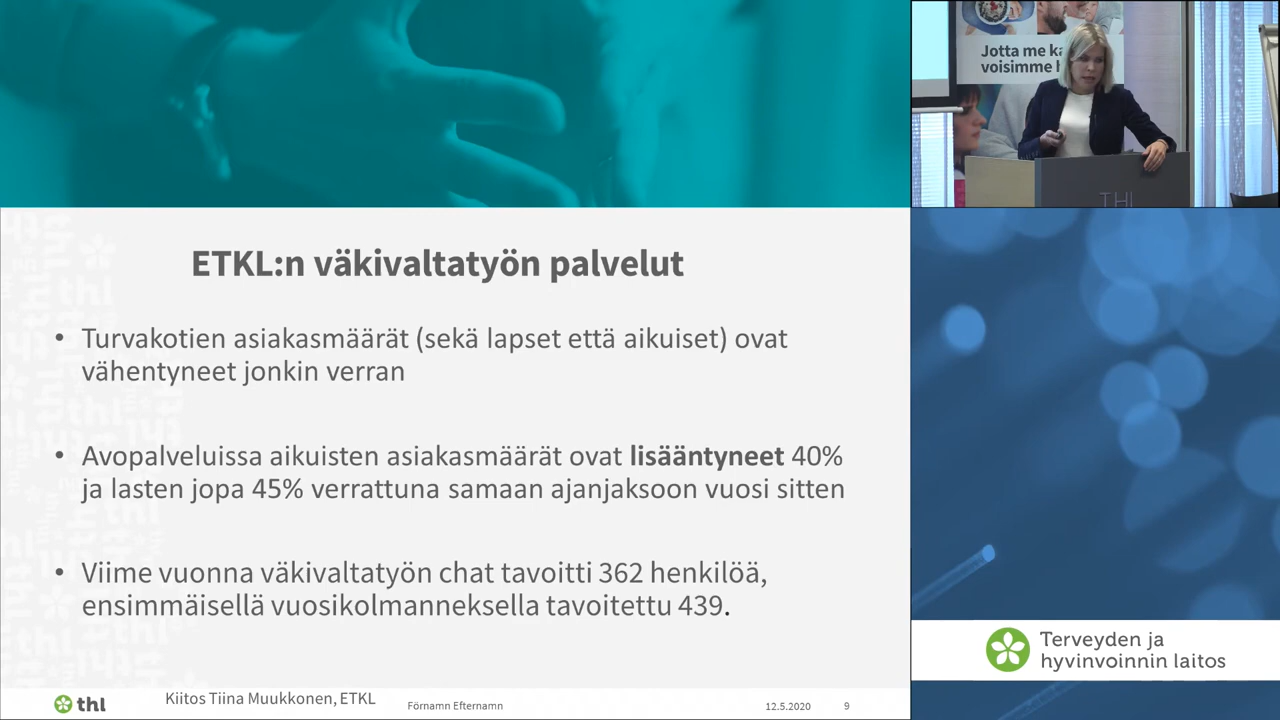 Jotta me
voisimme
THL
ETKL:n väkivaltatyön palvelut
• Turvakotien asiakasmäärät (sekä lapset että aikuiset) ovat
vähentyneet jonkin verran
• Avopalveluissa aikuisten asiakasmäärät ovat lisääntyneet 40%
ja lasten jopa 45% verrattuna samaan ajanjaksoon vuosi sitten
• Viime vuonna väkivaltatyön chat tavoitti 362 henkilöä,
ensimmäisellä vuosikolmanneksella tavoitettu 439.
Terveyden ja
hyvinvoinnin laitos
thl
Kiitos Tiina Muukkonen, ETKL
Förnamn Efternamn
12.5.2020
9